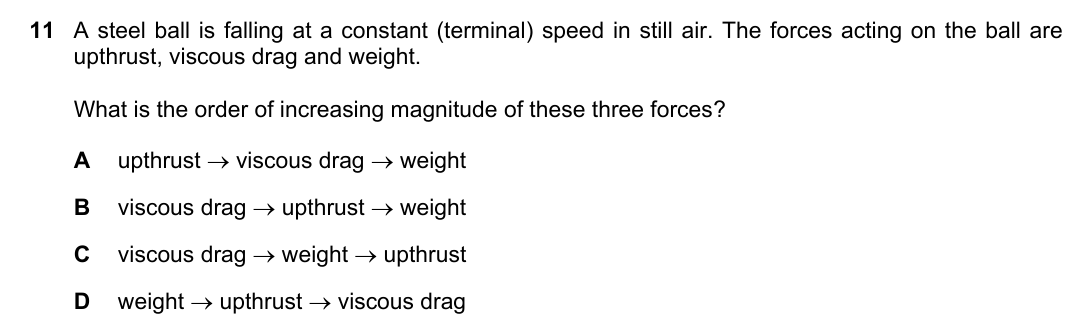 11 A steel ball is falling at a constant (terminal) speed in still air. The forces acting on the ball are
upthrust, viscous drag and weight.
What is the order of increasing magnitude of these three forces?
A upthrust → viscous drag → weight
B viscous drag → upthrust → weight
C viscous drag → weight → upthrust
D weight → upthrust → viscous drag